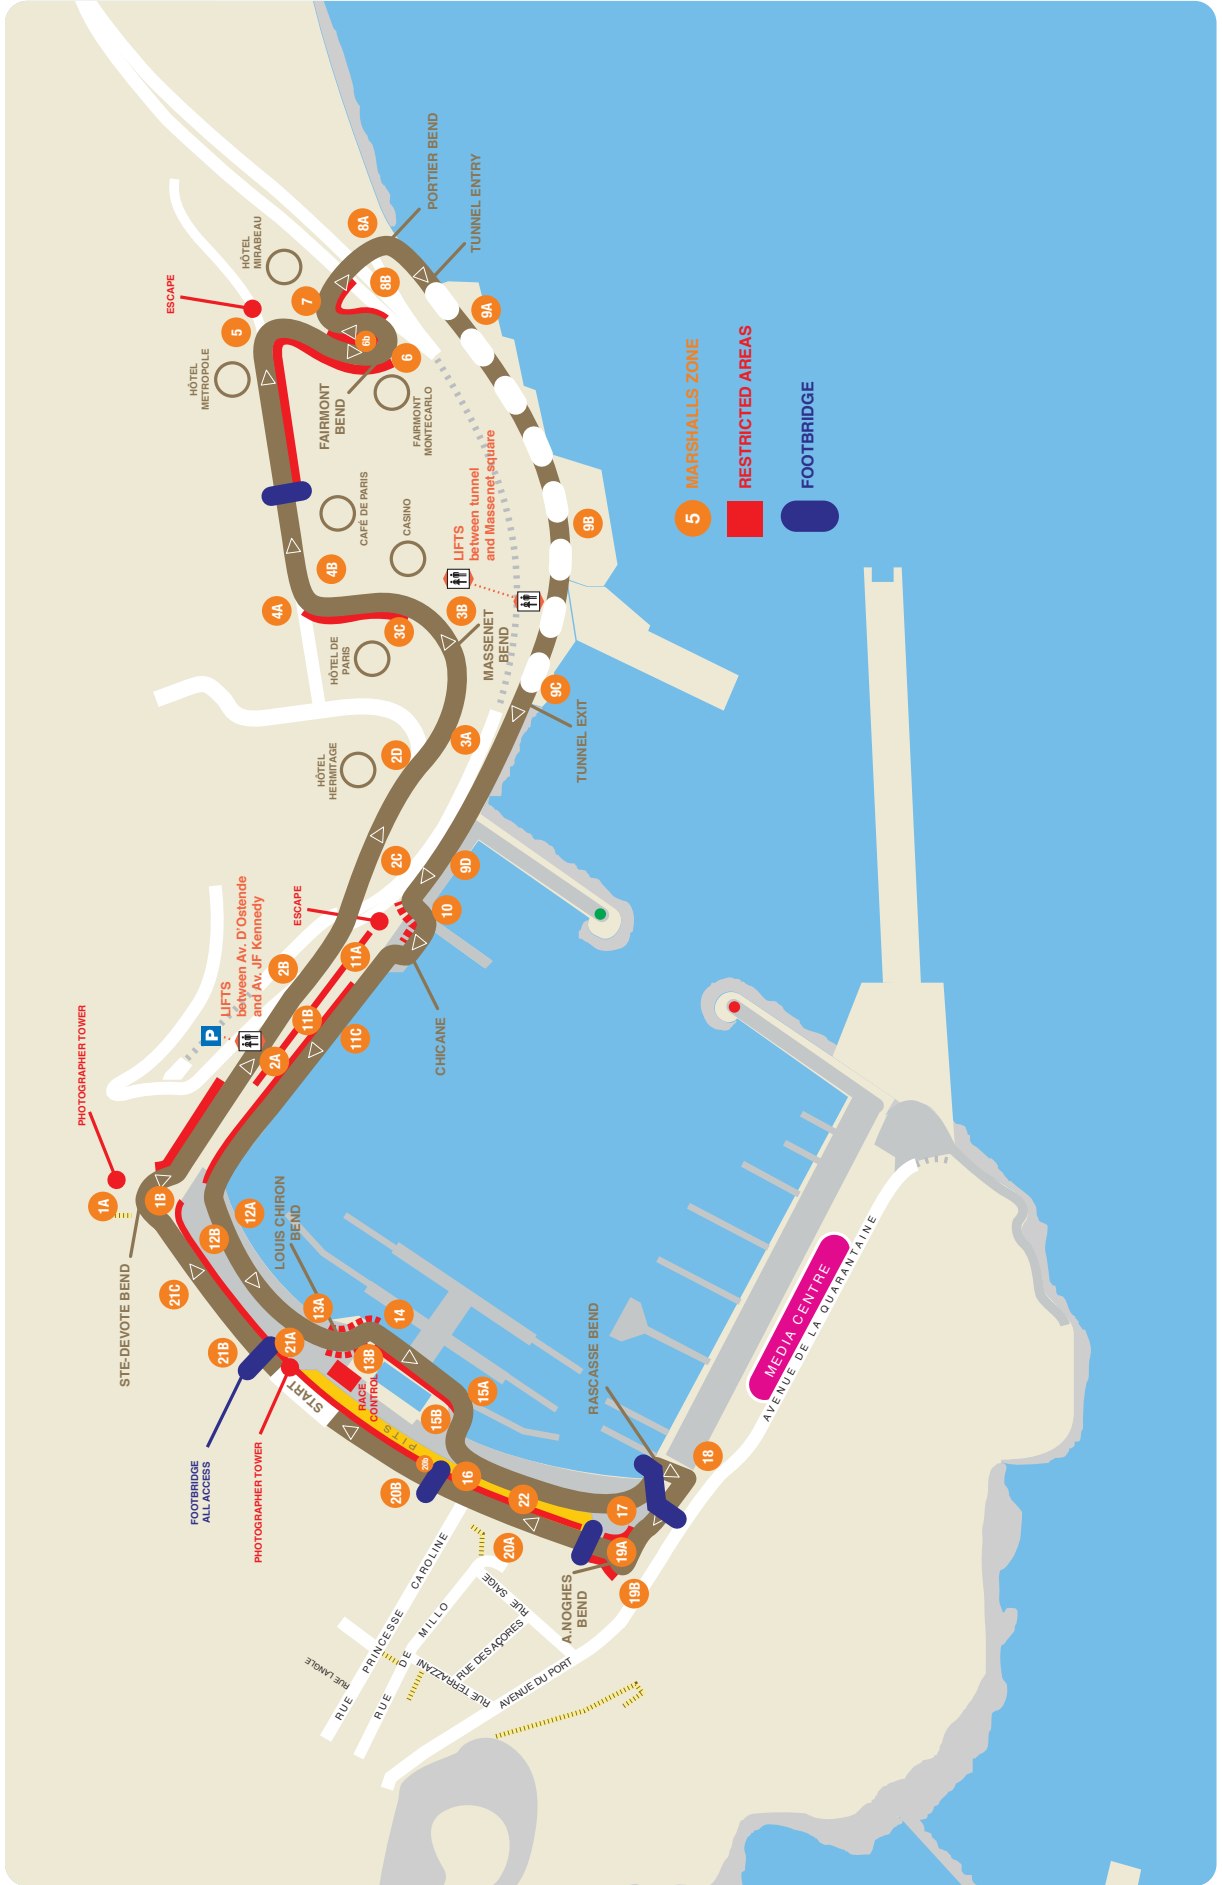 PHOTOGRAPHER TOWER
1A
STE-DEVOTE BEND
1B
P
LIFTS
between Av. D'Ostende
and Av. JF Kennedy
2A
2B
2C
2D
HÔTEL
HERMITAGE
3A
MASSENET
BEND
3B
3C
HÔTEL DE
PARIS
LIFTS
between tunnel
and Massenet square
CASINO
4A
4B
CAFÉ DE PARIS
HÔTEL
METROPOLE
5
ESCAPE
HÔTEL
MIRABEAU
FAIRMONT
BEND
FAIRMONT
MONTECARLO
6
6b
7
8A
8B
PORTIER BEND
TUNNEL ENTRY
9A
9B
9C
TUNNEL EXIT
9D
10
ESCAPE
CHICANE
11A
11B
11C
12A
12B
LOUIS CHIRON
BEND
13A
13B
14
RACE
CONTROL
15A
15B
16
17
RASCASSE BEND
18
19A
19B
A.NOGHES
BEND
20A
20B
20b
22
PITS
START
21A
21B
21C
FOOTBRIDGE
ALL ACCESS
PHOTOGRAPHER TOWER
RUE PRINCESSE CAROLINE
RUE DE MILLO
RUE LANGLE
RUE TERRAZZANI
RUE DES AÇORES
RUE SAIGE
AVENUE DU PORT
MEDIA CENTRE
AVENUE DE LA QUARANTAINE
5 MARSHALLS ZONE
RESTRICTED AREAS
FOOTBRIDGE